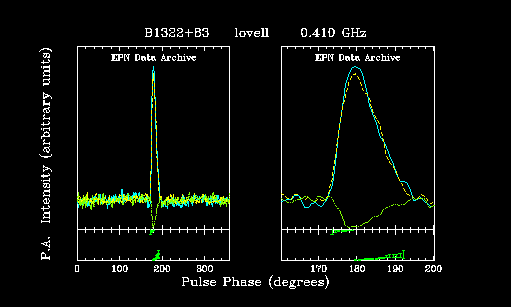 B1322+83 lovell 0.410 GHz
EPN Data Archive
EPN Data Archive
P.A. Intensity (arbitrary units)
0 100 200 300
170 180 190 200
Pulse Phase (degrees)